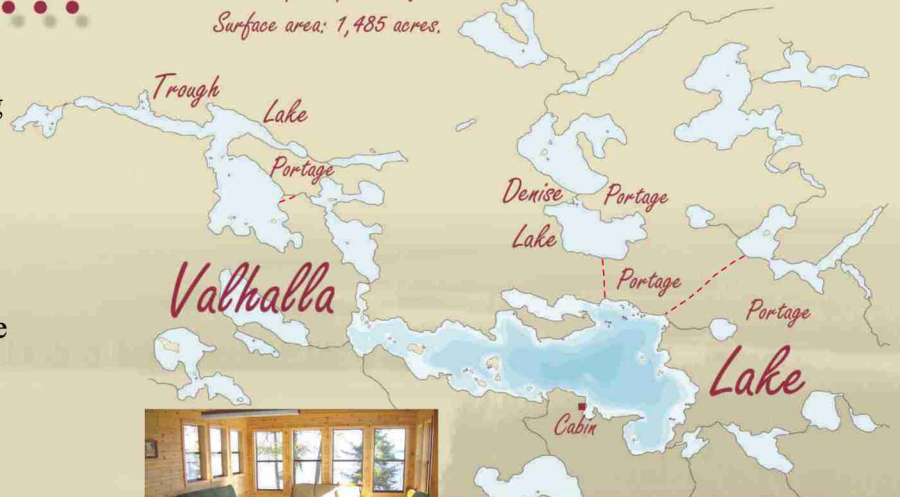 Surface area: 1,485 acres.
Trough
Lake
Portage
Denise
Portage
Lake
Portage
Valhalla
Portage
Lake
Cabin